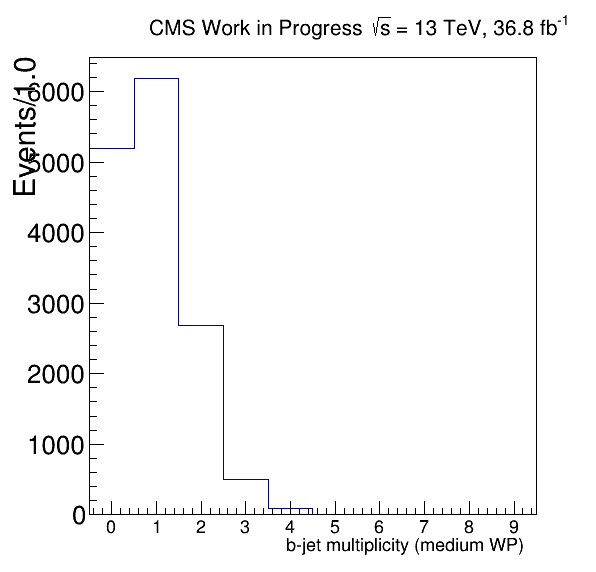 CMS Work in Progress √s = 13 TeV, 36.8 fb⁻¹
Events/1.0
6000
5000
4000
3000
2000
1000
0
0 1 2 3 4 5 6 7 8 9
b-jet multiplicity (medium WP)